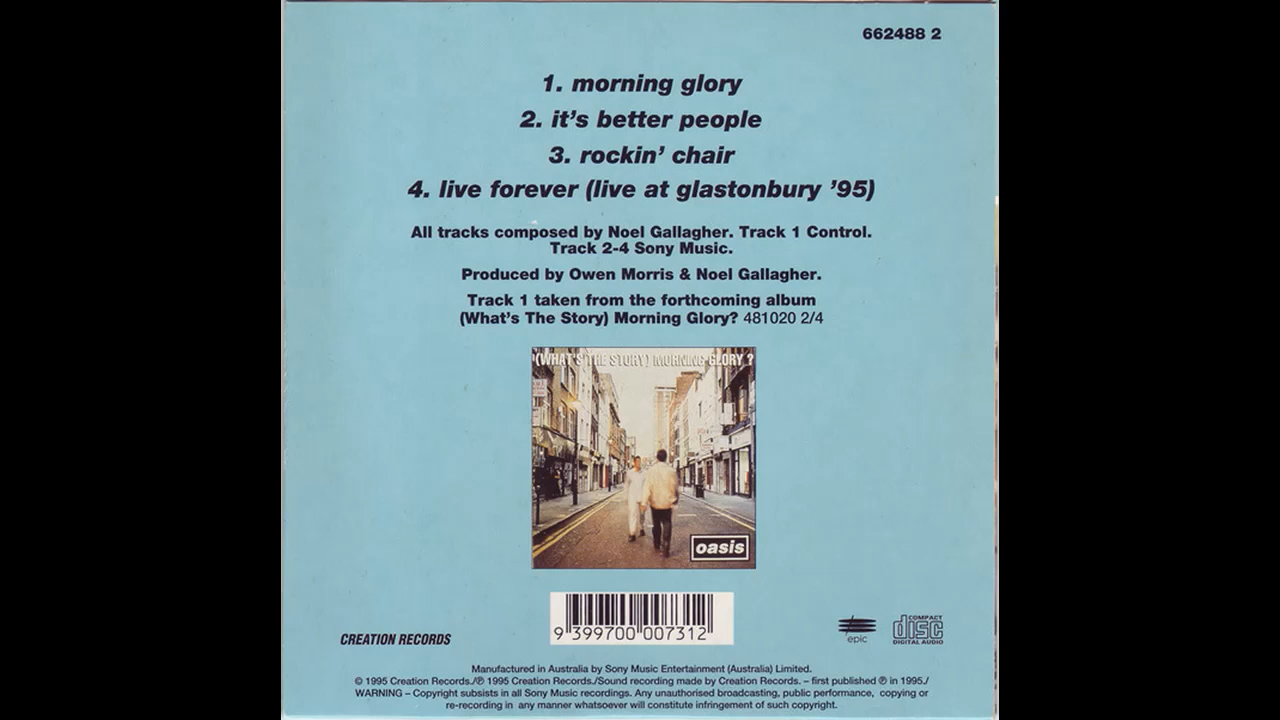 662488 2
1. morning glory
2. it's better people
3. rockin' chair
4. live forever (live at glastonbury '95)
All tracks composed by Noel Gallagher. Track 1 Control.
Track 2-4 Sony Music.
Produced by Owen Morris & Noel Gallagher.
Track 1 taken from the forthcoming album
(What's The Story) Morning Glory? 481020 2/4
(WHAT'S THE STORY) MORNING GLORY ?
oasis
9 399700 007312
CREATION RECORDS
epic
COMPACT
disc
DIGITAL AUDIO
Manufactured in Australia by Sony Music Entertainment (Australia) Limited.
© 1995 Creation Records./℗ 1995 Creation Records./Sound recording made by Creation Records. – first published ℗ in 1995./
WARNING – Copyright subsists in all Sony Music recordings. Any unauthorised broadcasting, public performance, copying or
re-recording in any manner whatsoever will constitute infringement of such copyright.